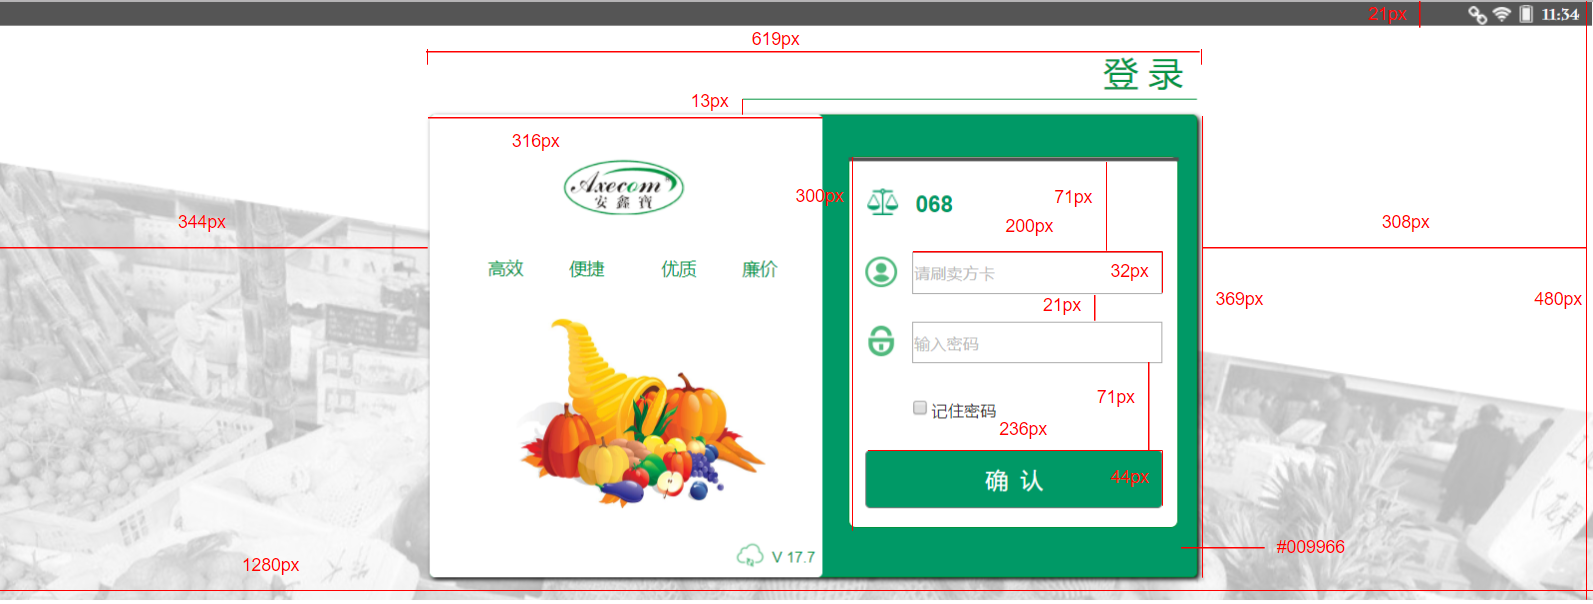 21px
11:34
619px
登录
13px
316px
Axecom
安鑫寶
300px
068
71px
200px
344px
308px
高效 便捷 优质 廉价
请刷卖方卡
32px
21px
369px
480px
输入密码
71px
记住密码
236px
确认
44px
V 17.7
#009966
1280px